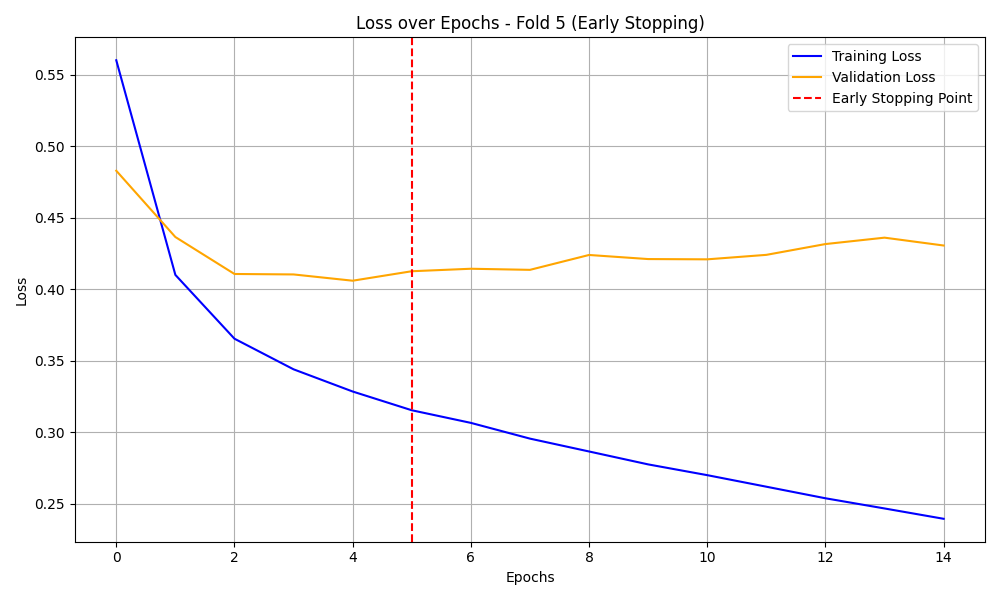 Loss over Epochs - Fold 5 (Early Stopping)
Training Loss
Validation Loss
Early Stopping Point
Loss
0.55
0.50
0.45
0.40
0.35
0.30
0.25
0 2 4 6 8 10 12 14
Epochs